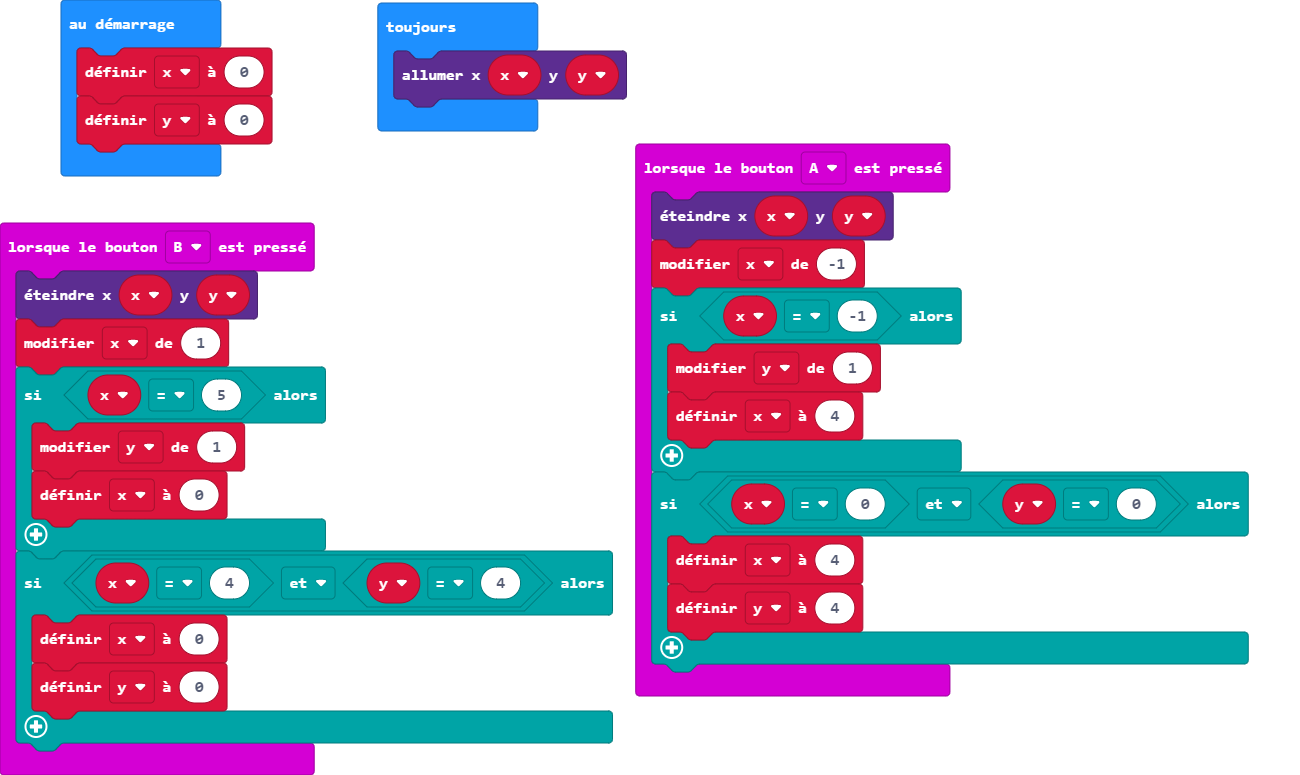 au démarrage
définir x à 0
définir y à 0
toujours
allumer x x y y
lorsque le bouton B est pressé
éteindre x x y y
modifier x de 1
si x = 5 alors
modifier y de 1
définir x à 0
si x = 4 et y = 4 alors
définir x à 0
définir y à 0
lorsque le bouton A est pressé
éteindre x x y y
modifier x de -1
si x = -1 alors
modifier y de 1
définir x à 4
si x = 0 et y = 0 alors
définir x à 4
définir y à 4